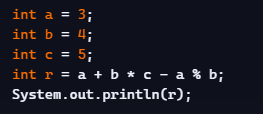 int a = 3;
int b = 4;
int c = 5;
int r = a + b * c - a % b;
System.out.println(r);